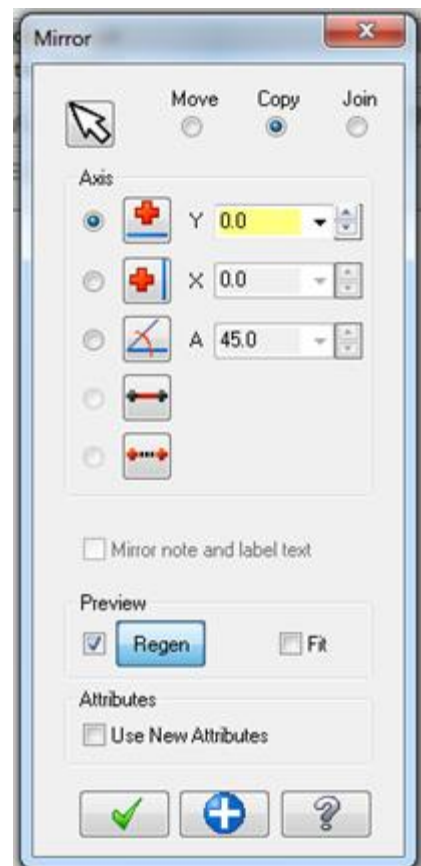 Mirror
Move Copy Join
Axis
Y 0.0
X 0.0
A 45.0
Mirror note and label text
Preview
Regen Fit
Attributes
Use New Attributes